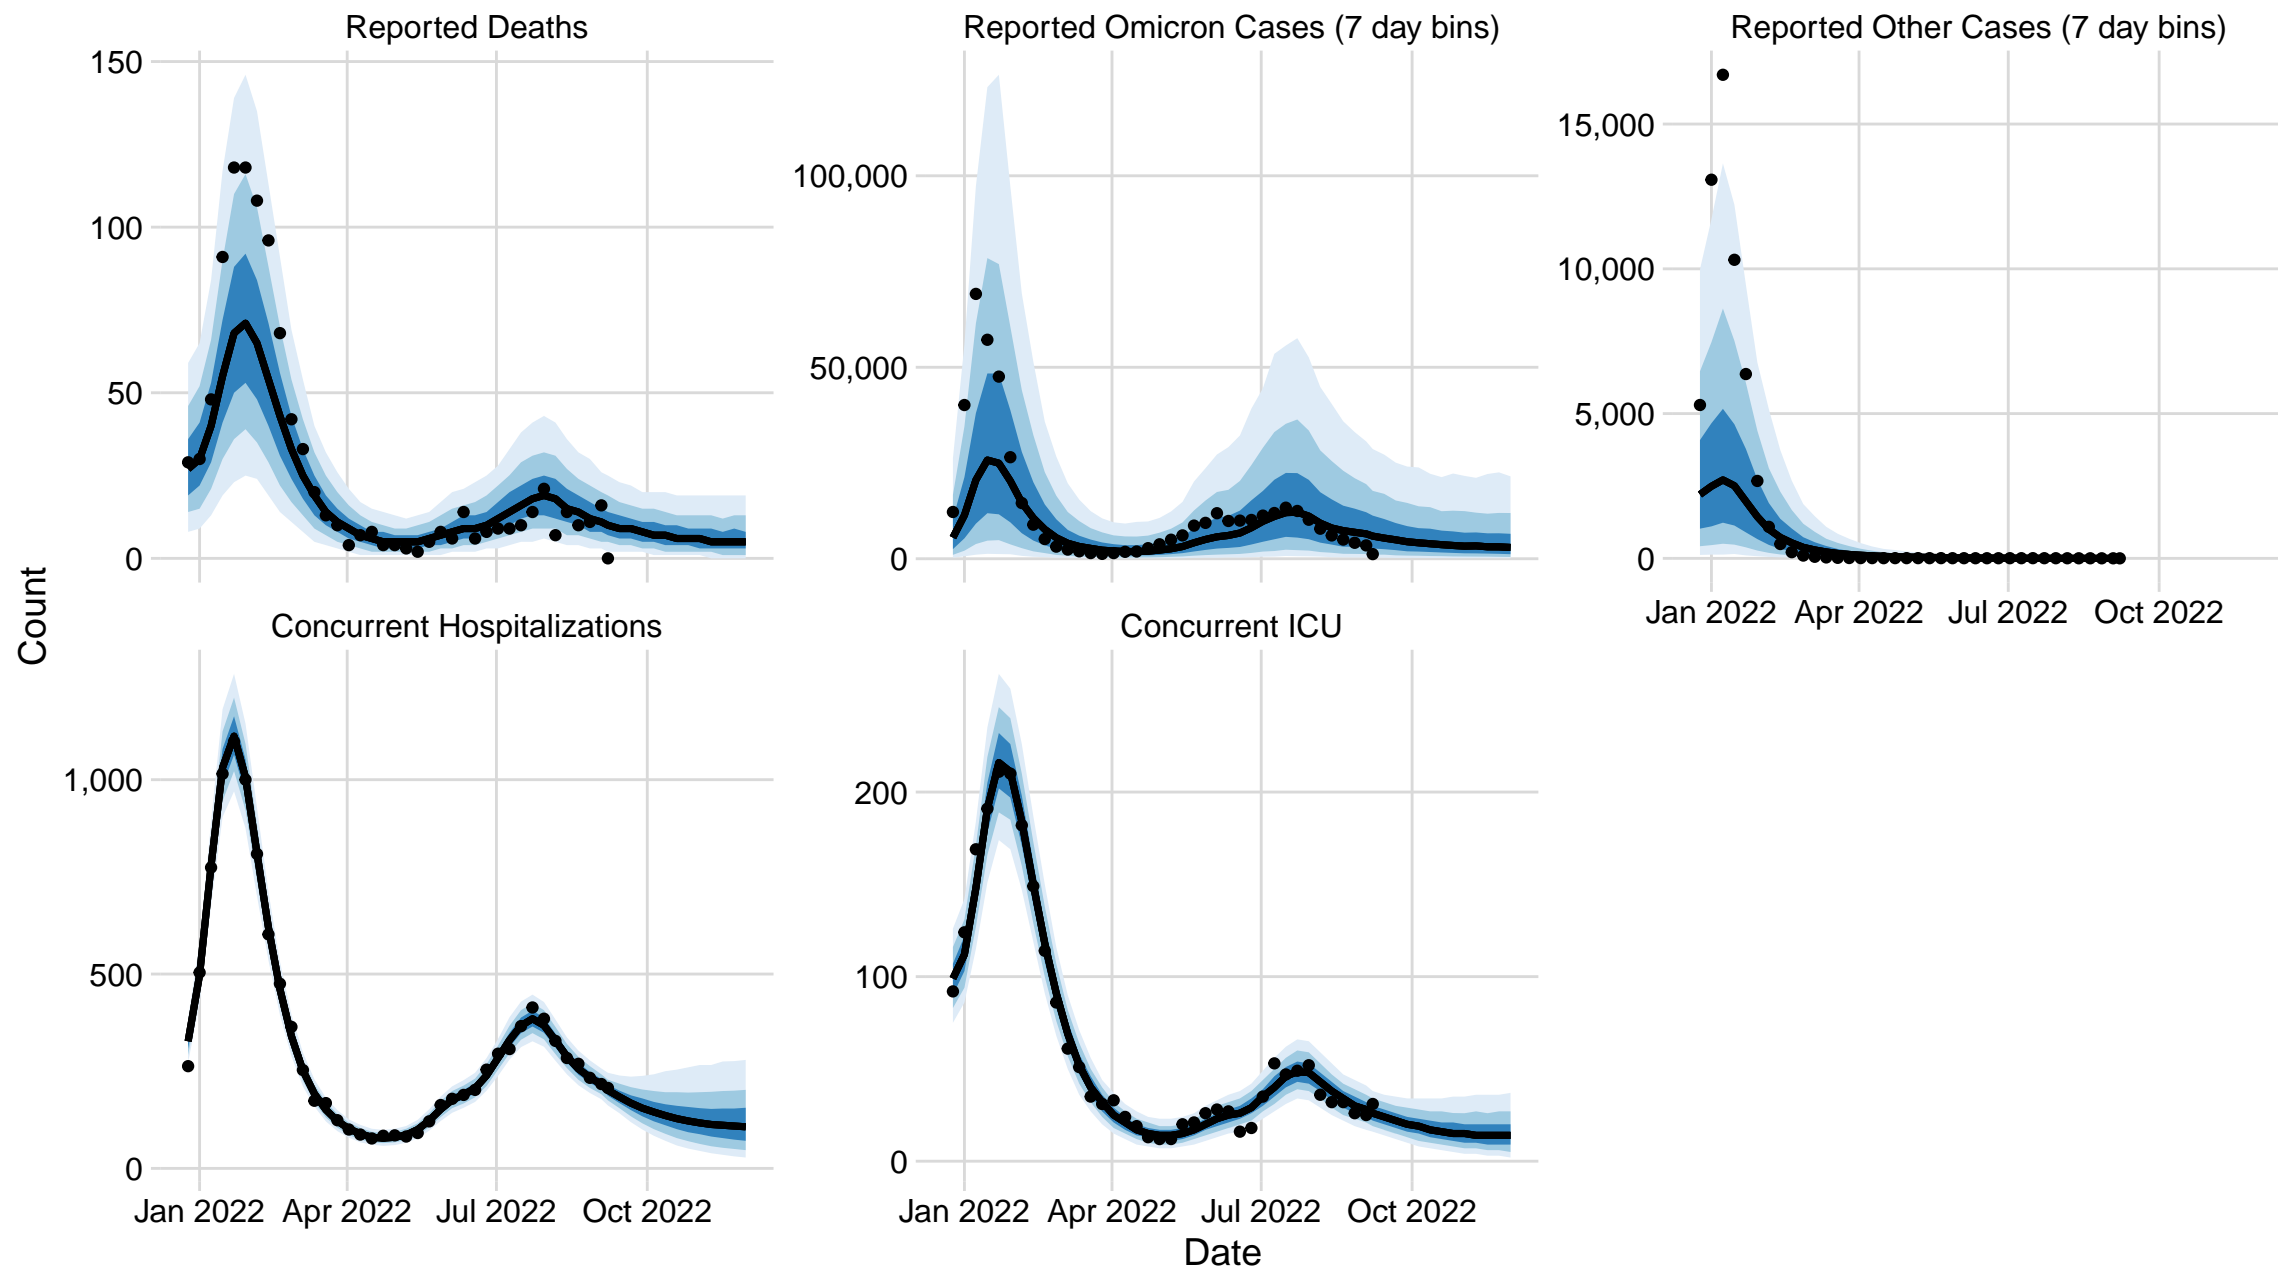 Reported Deaths
Reported Omicron Cases (7 day bins)
Reported Other Cases (7 day bins)
150
100
50
0
100,000
50,000
0
15,000
10,000
5,000
0
Jan 2022 Apr 2022 Jul 2022 Oct 2022
Count
Concurrent Hospitalizations
Concurrent ICU
1,000
500
0
200
100
0
Jan 2022 Apr 2022 Jul 2022 Oct 2022
Jan 2022 Apr 2022 Jul 2022 Oct 2022
Date